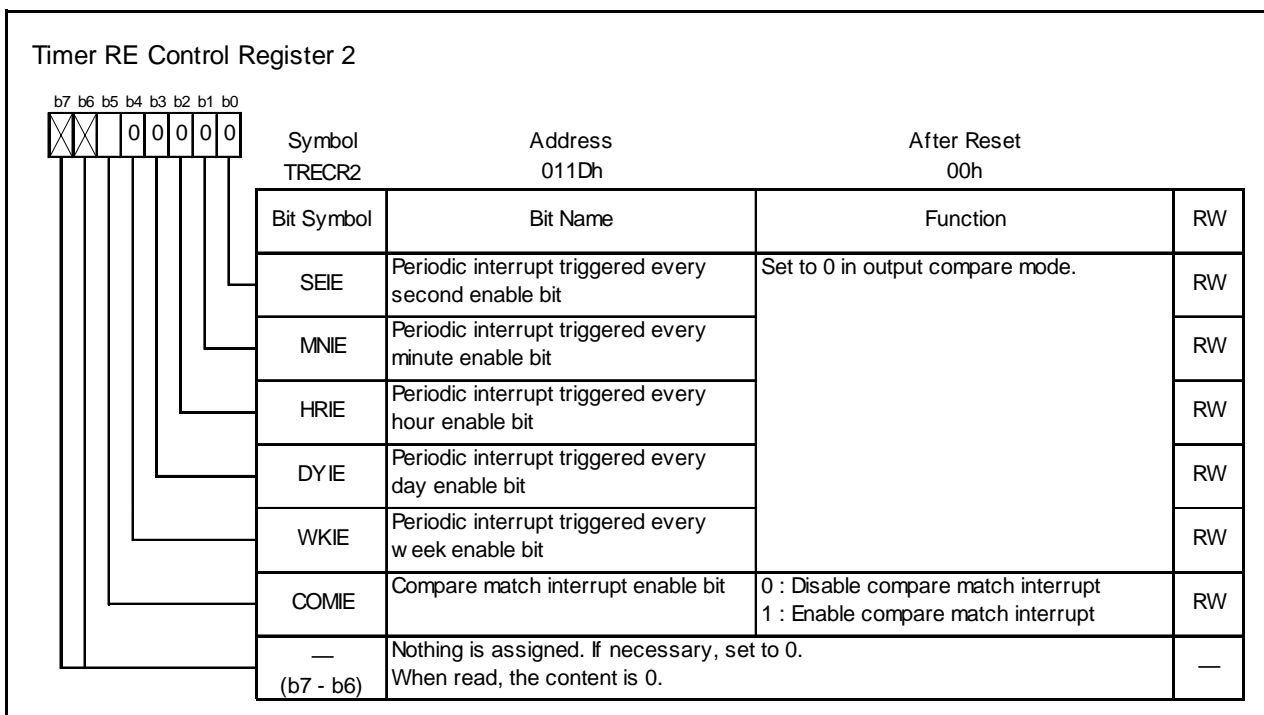 Timer RE Control Register 2
b7 b6 b5 b4 b3 b2 b1 b0
0 0 0 0 0
Symbol Address After Reset
TRECR2 011Dh 00h
Bit Symbol Bit Name Function RW
SEIE Periodic interrupt triggered every second enable bit Set to 0 in output compare mode. RW
MNIE Periodic interrupt triggered every minute enable bit RW
HRIE Periodic interrupt triggered every hour enable bit RW
DYIE Periodic interrupt triggered every day enable bit RW
WKIE Periodic interrupt triggered every week enable bit RW
COMIE Compare match interrupt enable bit 0 : Disable compare match interrupt
1 : Enable compare match interrupt RW
—
(b7 - b6)
Nothing is assigned. If necessary, set to 0.
When read, the content is 0.
—